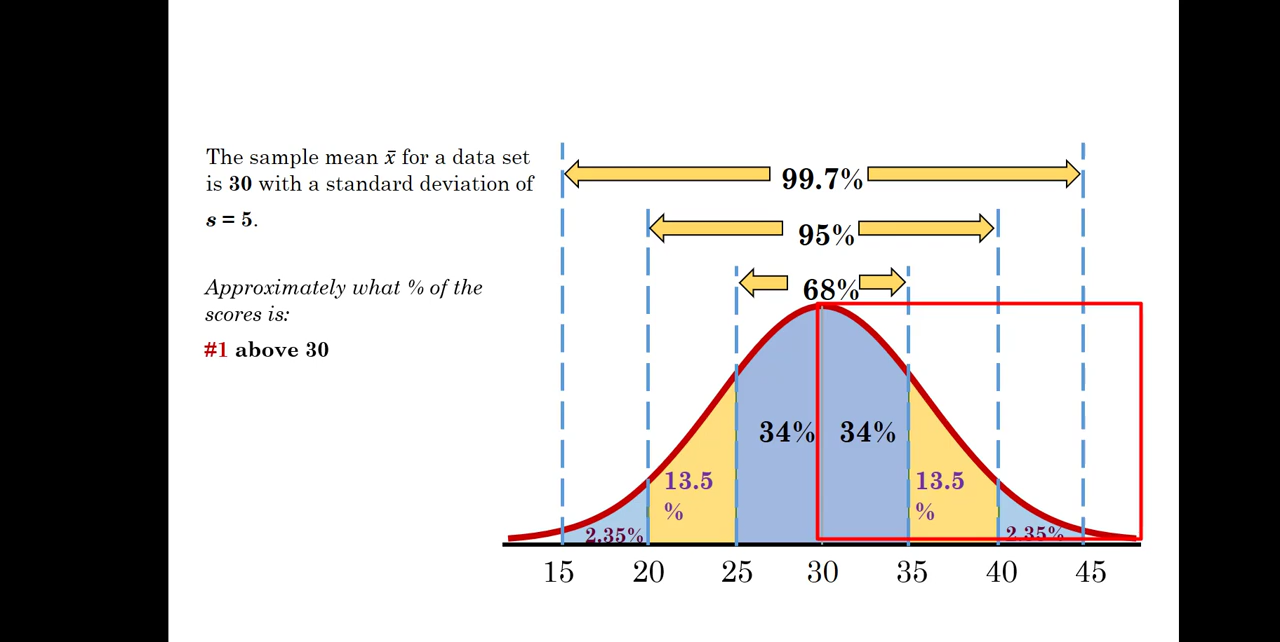 The sample mean x̄ for a data set
is 30 with a standard deviation of
s = 5.
Approximately what % of the
scores is:
#1 above 30
99.7%
95%
68%
34% 34%
13.5
%
13.5
%
2.35% 2.35%
15 20 25 30 35 40 45